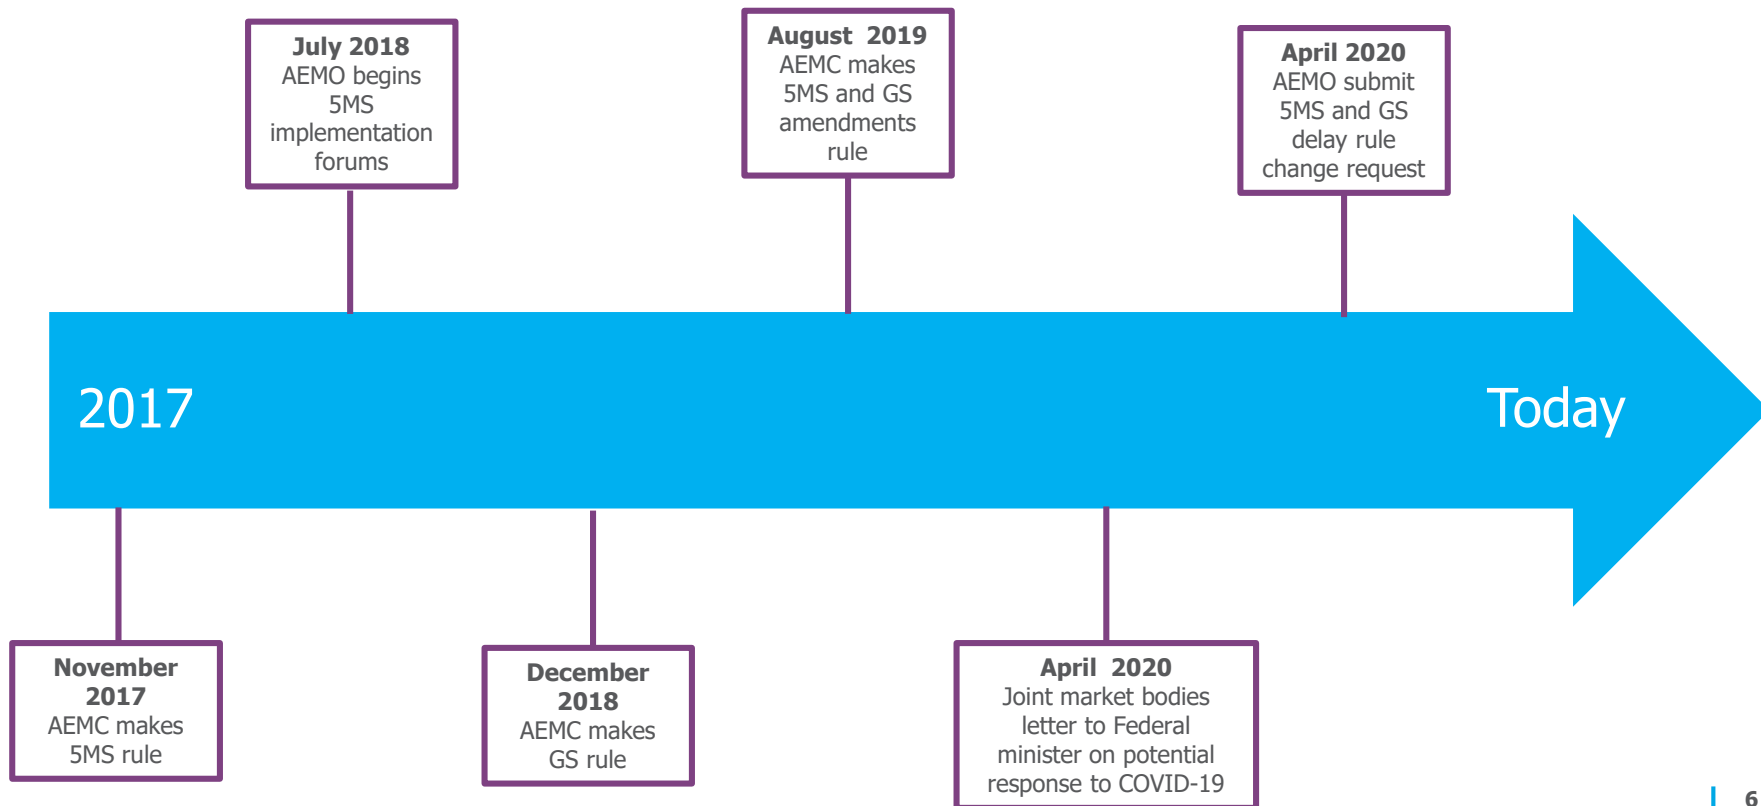 July 2018
AEMO begins
5MS
implementation
forums
August  2019
AEMC makes
5MS and GS
amendments
rule
April 2020
AEMO submit
5MS and GS
delay rule
change request
2017
Today
November
2017
AEMC makes
5MS rule
December
2018
AEMC makes
GS rule
April  2020
Joint market bodies
letter to Federal
minister on potential
response to COVID-19
6